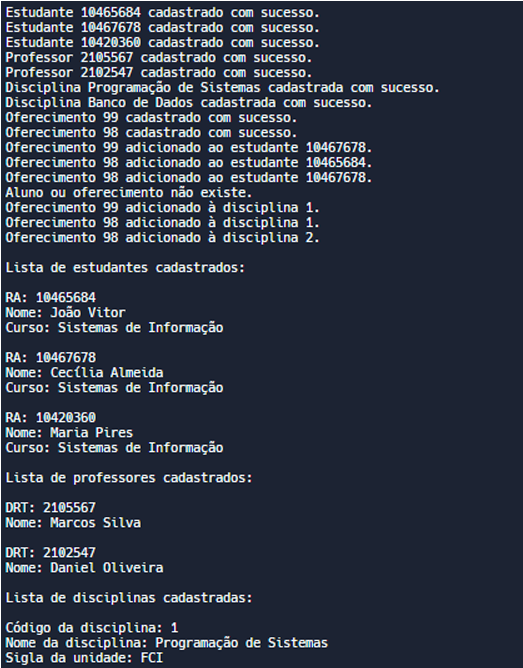 Estudante 10465684 cadastrado com sucesso.
Estudante 10467678 cadastrado com sucesso.
Estudante 10420360 cadastrado com sucesso.
Professor 2105567 cadastrado com sucesso.
Professor 2102547 cadastrado com sucesso.
Disciplina Programação de Sistemas cadastrada com sucesso.
Disciplina Banco de Dados cadastrada com sucesso.
Oferecimento 99 cadastrado com sucesso.
Oferecimento 98 cadastrado com sucesso.
Oferecimento 99 adicionado ao estudante 10467678.
Oferecimento 98 adicionado ao estudante 10465684.
Oferecimento 98 adicionado ao estudante 10467678.
Aluno ou oferecimento não existe.
Oferecimento 99 adicionado à disciplina 1.
Oferecimento 98 adicionado à disciplina 1.
Oferecimento 98 adicionado à disciplina 2.
Lista de estudantes cadastrados:
RA: 10465684
Nome: João Vitor
Curso: Sistemas de Informação
RA: 10467678
Nome: Cecília Almeida
Curso: Sistemas de Informação
RA: 10420360
Nome: Maria Pires
Curso: Sistemas de Informação
Lista de professores cadastrados:
DRT: 2105567
Nome: Marcos Silva
DRT: 2102547
Nome: Daniel Oliveira
Lista de disciplinas cadastradas:
Código da disciplina: 1
Nome da disciplina: Programação de Sistemas
Sigla da unidade: FCI